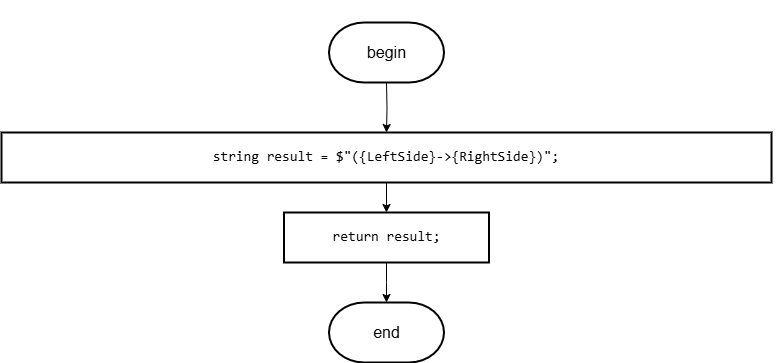 begin
string result = $"({LeftSide}->{RightSide})";
return result;
end